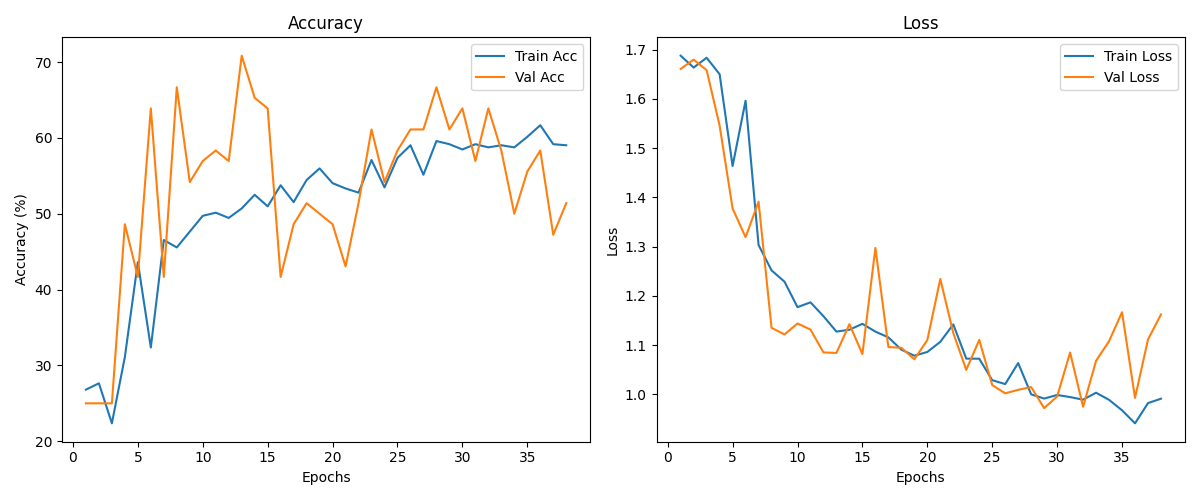 Accuracy
Train Acc
Val Acc
Accuracy (%)
70
60
50
40
30
20
0 5 10 15 20 25 30 35
Epochs
Loss
Train Loss
Val Loss
Loss
1.7
1.6
1.5
1.4
1.3
1.2
1.1
1.0
0 5 10 15 20 25 30 35
Epochs